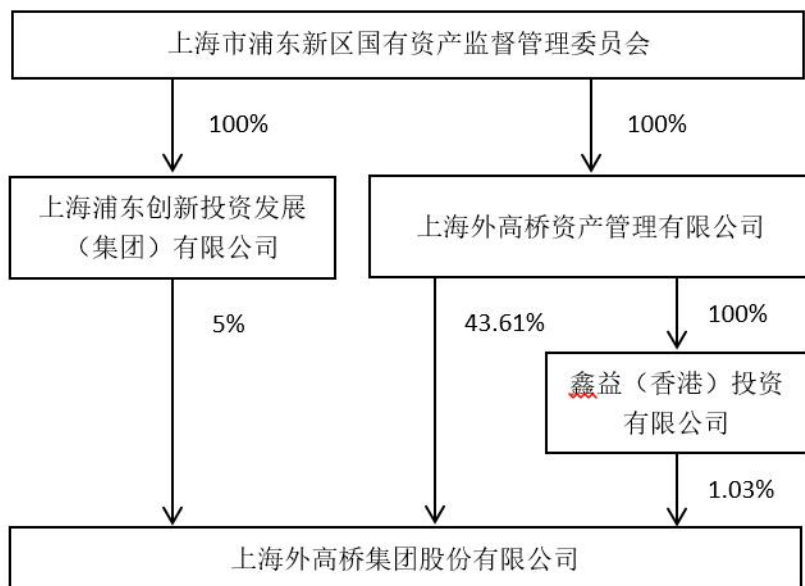 上海市浦东新区国有资产监督管理委员会
100%
100%
上海浦东创新投资发展
（集团）有限公司
上海外高桥资产管理有限公司
5%
43.61%
100%
鑫益（香港）投资
有限公司
1.03%
上海外高桥集团股份有限公司